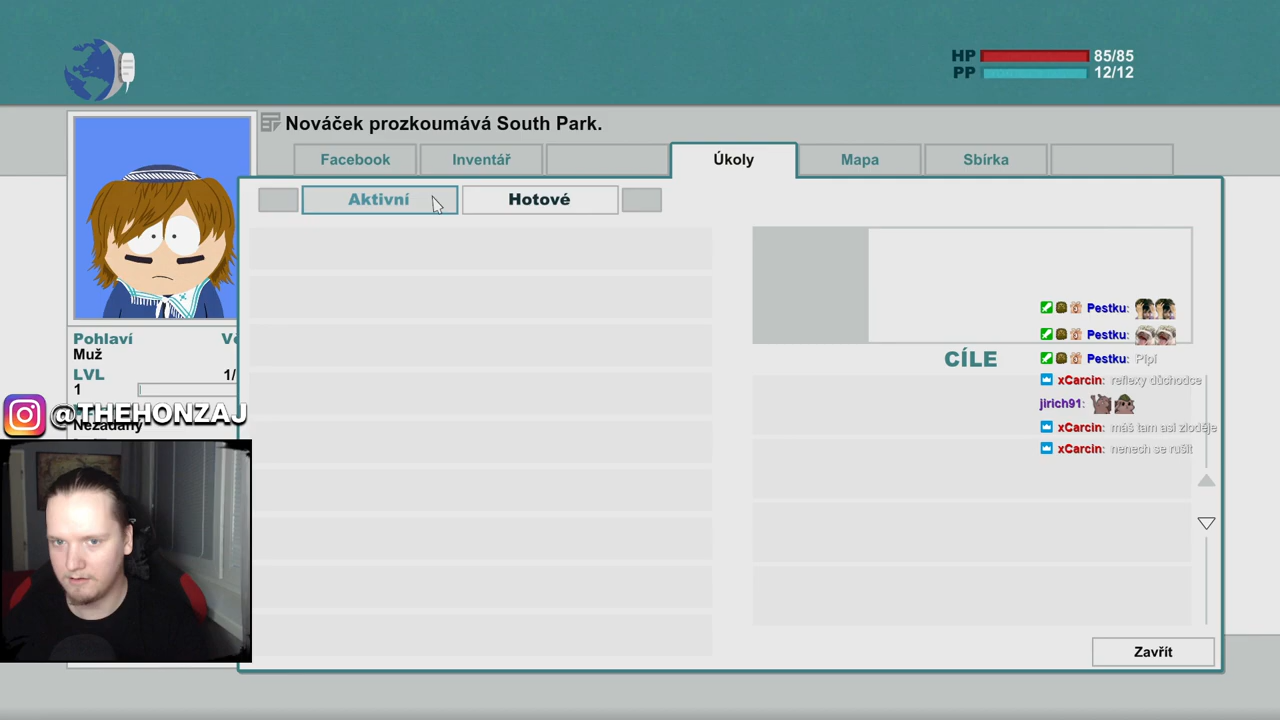 HP 85/85
PP 12/12
Nováček prozkoumává South Park.
Facebook
Inventář
Úkoly
Mapa
Sbírka
Aktivní
Hotové
Pohlaví
Muž
LVL
1/
1
@THEHONZAJ
Pestku:
Pestku:
CÍLE
Pestku: Pípí
xCarcin: reflexy důchodce
jirich91:
xCarcin: máš tam asi zloděje
xCarcin: nenech se rušit
Zavřít